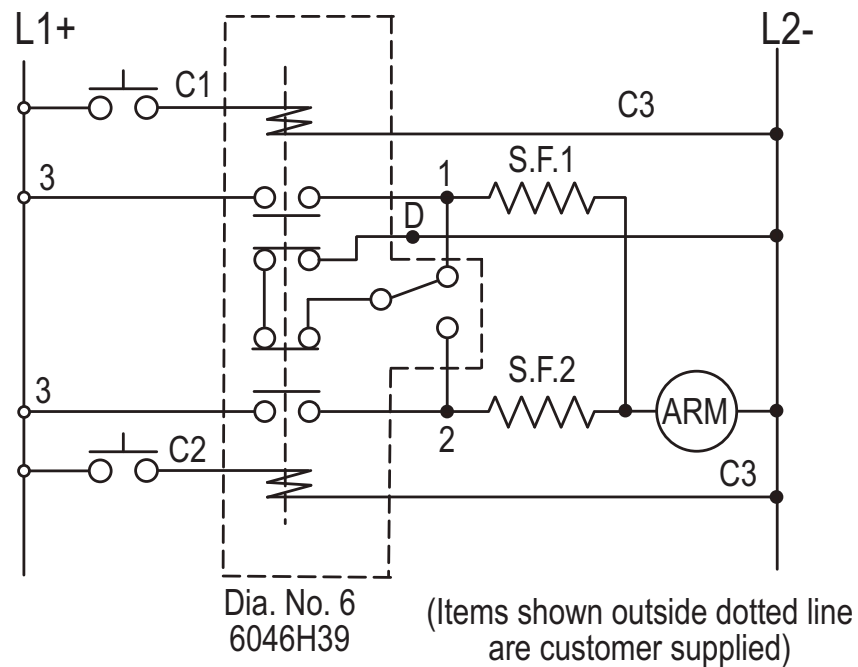 L1+
L2-
C1
C3
3
1
S.F.1
D
S.F.2
3
ARM
2
C2
C3
Dia. No. 6
6046H39
(Items shown outside dotted line
are customer supplied)